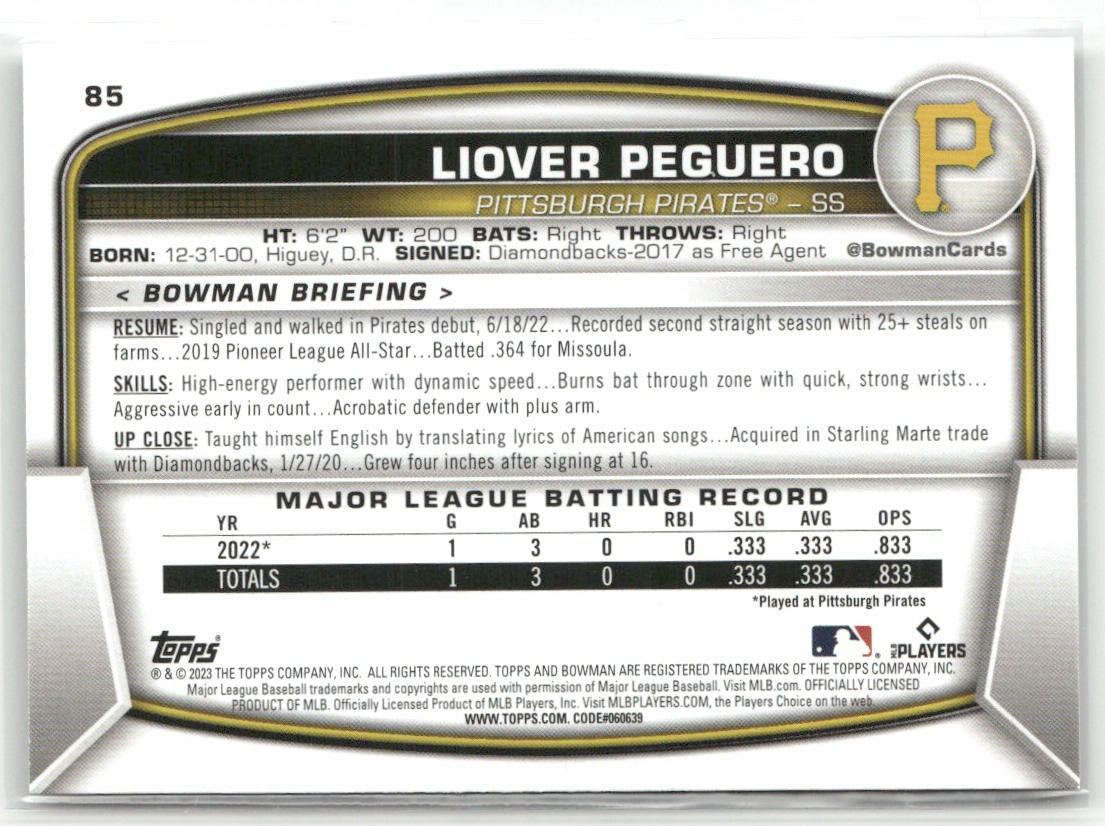 85
P
LIOVER PEGUERO
PITTSBURGH PIRATES® – SS
HT: 6'2" WT: 200 BATS: Right THROWS: Right
BORN: 12-31-00, Higuey, D.R. SIGNED: Diamondbacks-2017 as Free Agent @BowmanCards
< BOWMAN BRIEFING >
RESUME: Singled and walked in Pirates debut, 6/18/22...Recorded second straight season with 25+ steals on
farms...2019 Pioneer League All-Star...Batted .364 for Missoula.
SKILLS: High-energy performer with dynamic speed...Burns bat through zone with quick, strong wrists...
Aggressive early in count...Acrobatic defender with plus arm.
UP CLOSE: Taught himself English by translating lyrics of American songs...Acquired in Starling Marte trade
with Diamondbacks, 1/27/20...Grew four inches after signing at 16.
MAJOR LEAGUE BATTING RECORD
YR G AB HR RBI SLG AVG OPS
2022* 1 3 0 0 .333 .333 .833
TOTALS 1 3 0 0 .333 .333 .833
*Played at Pittsburgh Pirates
Topps® MLB PLAYERS
® & © 2023 THE TOPPS COMPANY, INC. ALL RIGHTS RESERVED. TOPPS AND BOWMAN ARE REGISTERED TRADEMARKS OF THE TOPPS COMPANY, INC.
Major League Baseball trademarks and copyrights are used with permission of Major League Baseball. Visit MLB.com. OFFICIALLY LICENSED
PRODUCT OF MLB. Officially Licensed Product of MLB Players, Inc. Visit MLBPLAYERS.COM, the Players Choice on the web.
WWW.TOPPS.COM. CODE#060639